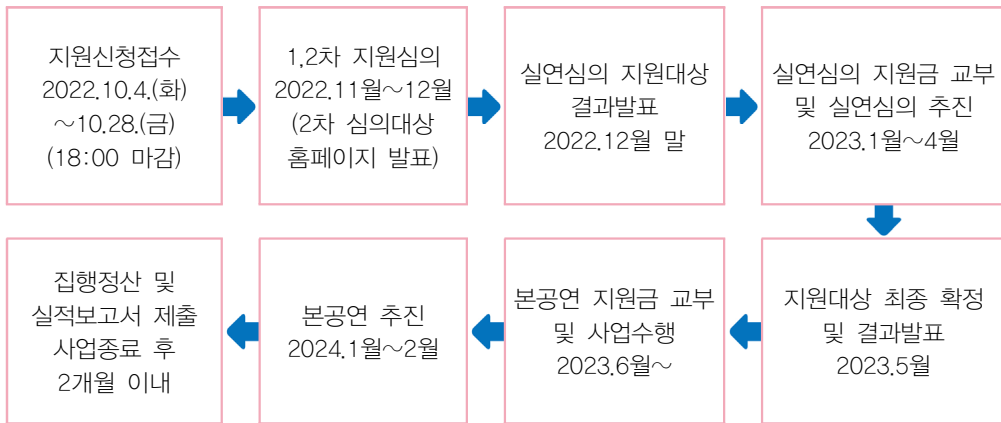 지원신청접수
2022.10.4.(화)
～10.28.(금)
(18:00 마감)
1,2차 지원심의
2022.11월～12월
(2차 심의대상
홈페이지 발표)
실연심의 지원대상
결과발표
2022.12월 말
실연심의 지원금 교부
및 실연심의 추진
2023.1월～4월
지원대상 최종 확정
및 결과발표
2023.5월
본공연 지원금 교부
및 사업수행
2023.6월～
본공연 추진
2024.1월～2월
집행정산 및
실적보고서 제출
사업종료 후
2개월 이내